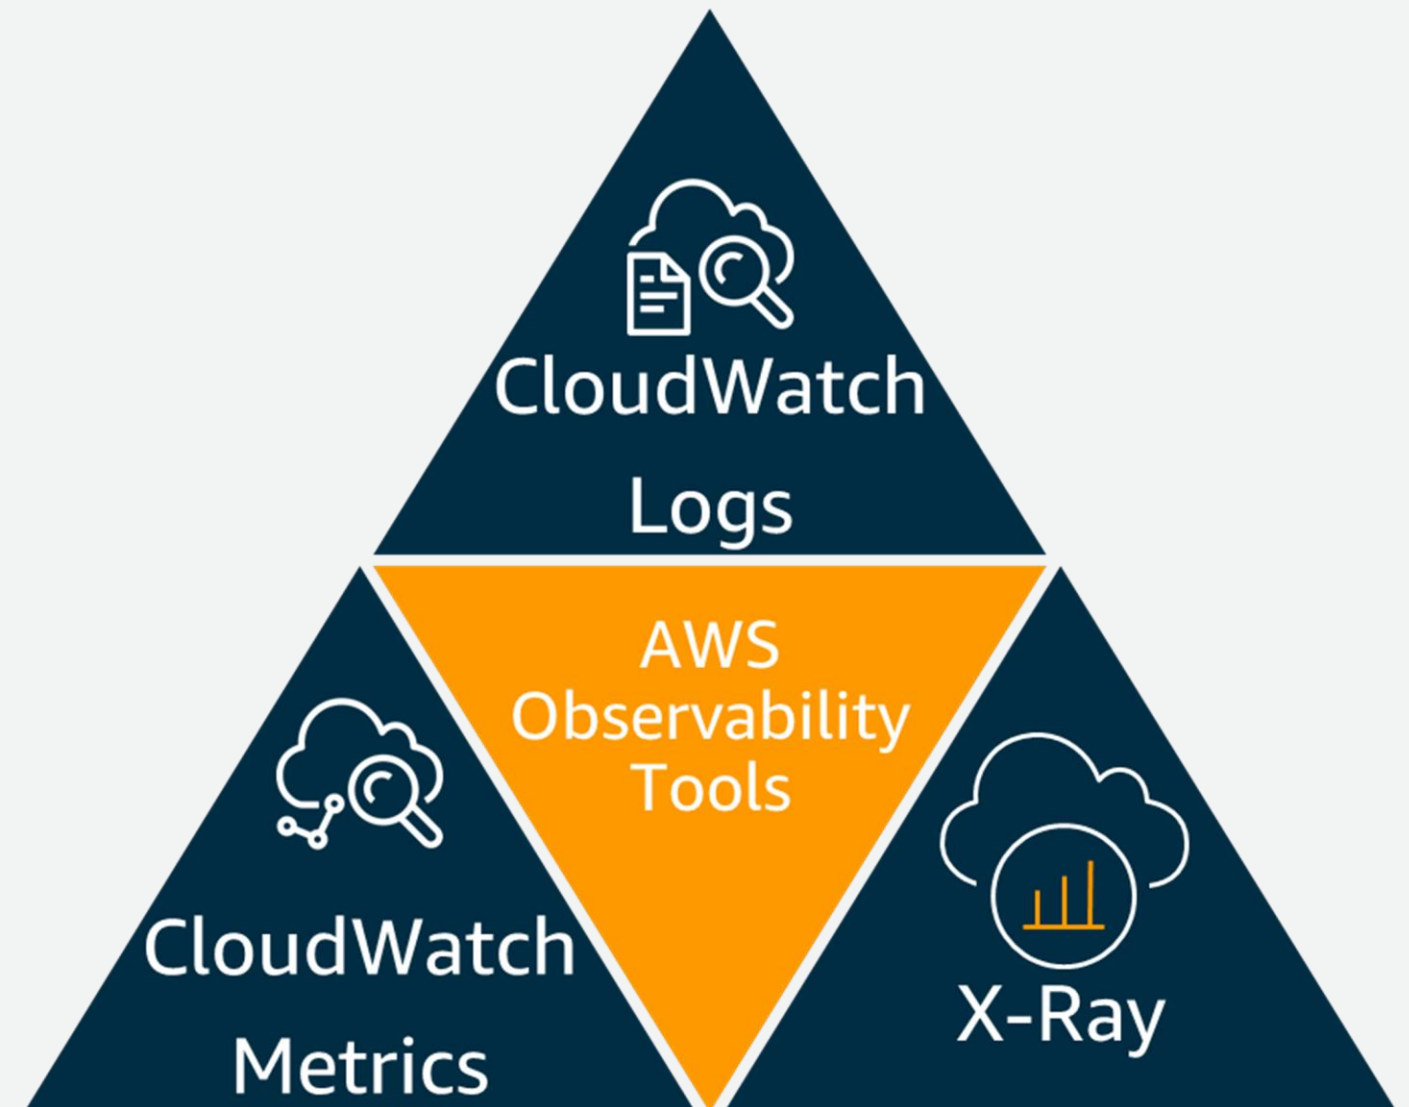 CloudWatch
Logs
AWS
Observability
Tools
CloudWatch
Metrics
X-Ray